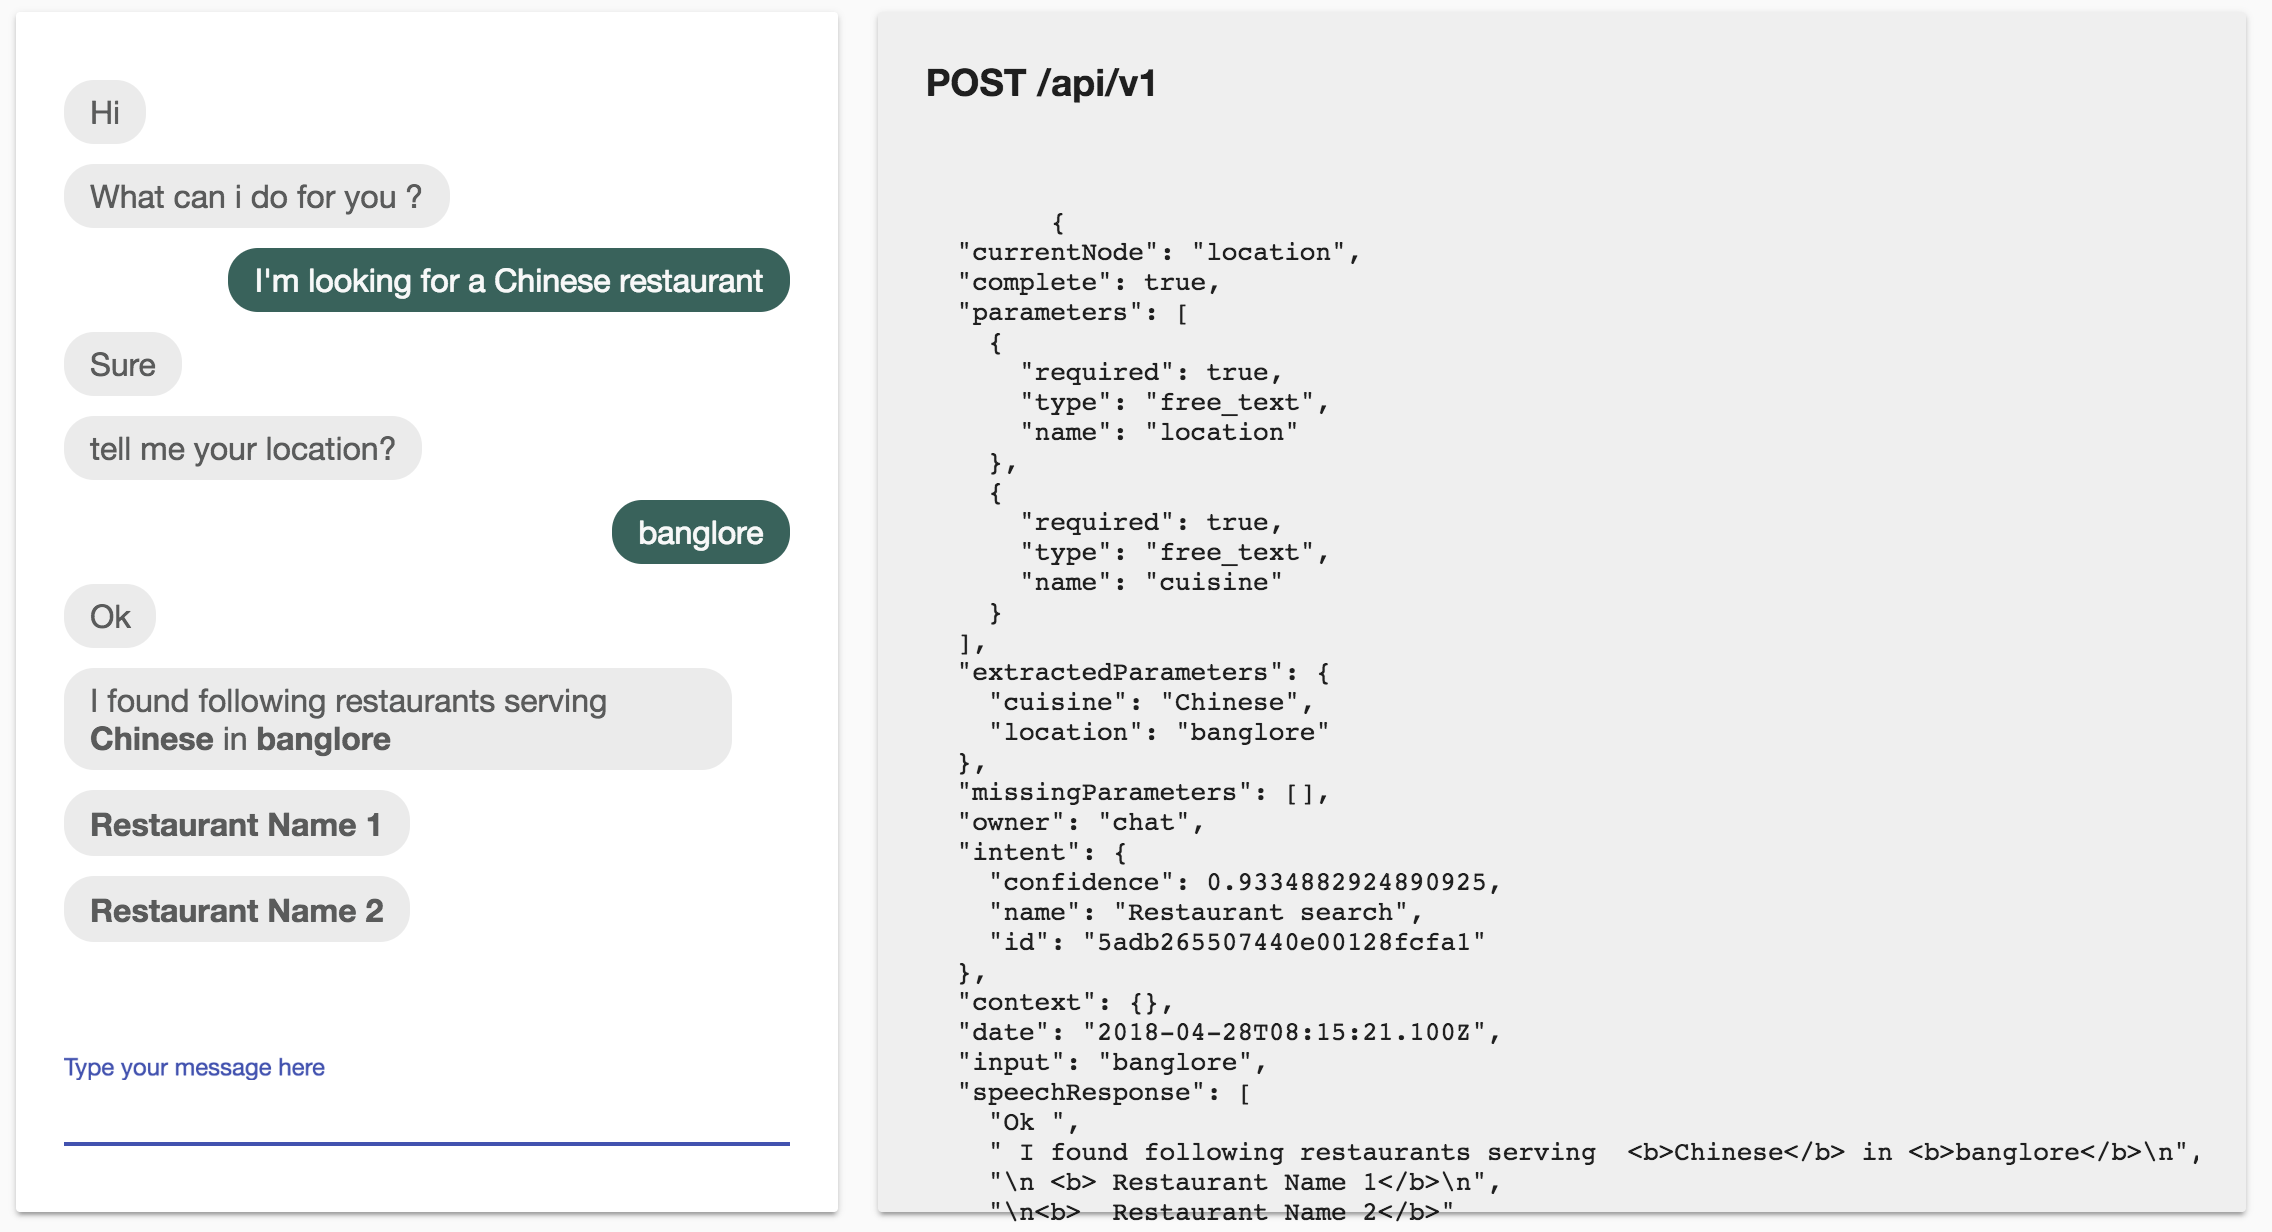 Hi
What can i do for you ?
I'm looking for a Chinese restaurant
Sure
tell me your location?
banglore
Ok
I found following restaurants serving
Chinese in banglore
Restaurant Name 1
Restaurant Name 2
Type your message here
POST /api/v1
{
"currentNode": "location",
"complete": true,
"parameters": [
{
"required": true,
"type": "free_text",
"name": "location"
},
{
"required": true,
"type": "free_text",
"name": "cuisine"
}
],
"extractedParameters": {
"cuisine": "Chinese",
"location": "banglore"
},
"missingParameters": [],
"owner": "chat",
"intent": {
"confidence": 0.9334882924890925,
"name": "Restaurant search",
"id": "5adb265507440e00128fcfa1"
},
"context": {},
"date": "2018-04-28T08:15:21.100Z",
"input": "banglore",
"speechResponse": [
"Ok ",
" I found following restaurants serving  <b>Chinese</b> in <b>banglore</b>\n",
"\n <b> Restaurant Name 1</b>\n",
"\n<b>  Restaurant Name 2</b>"